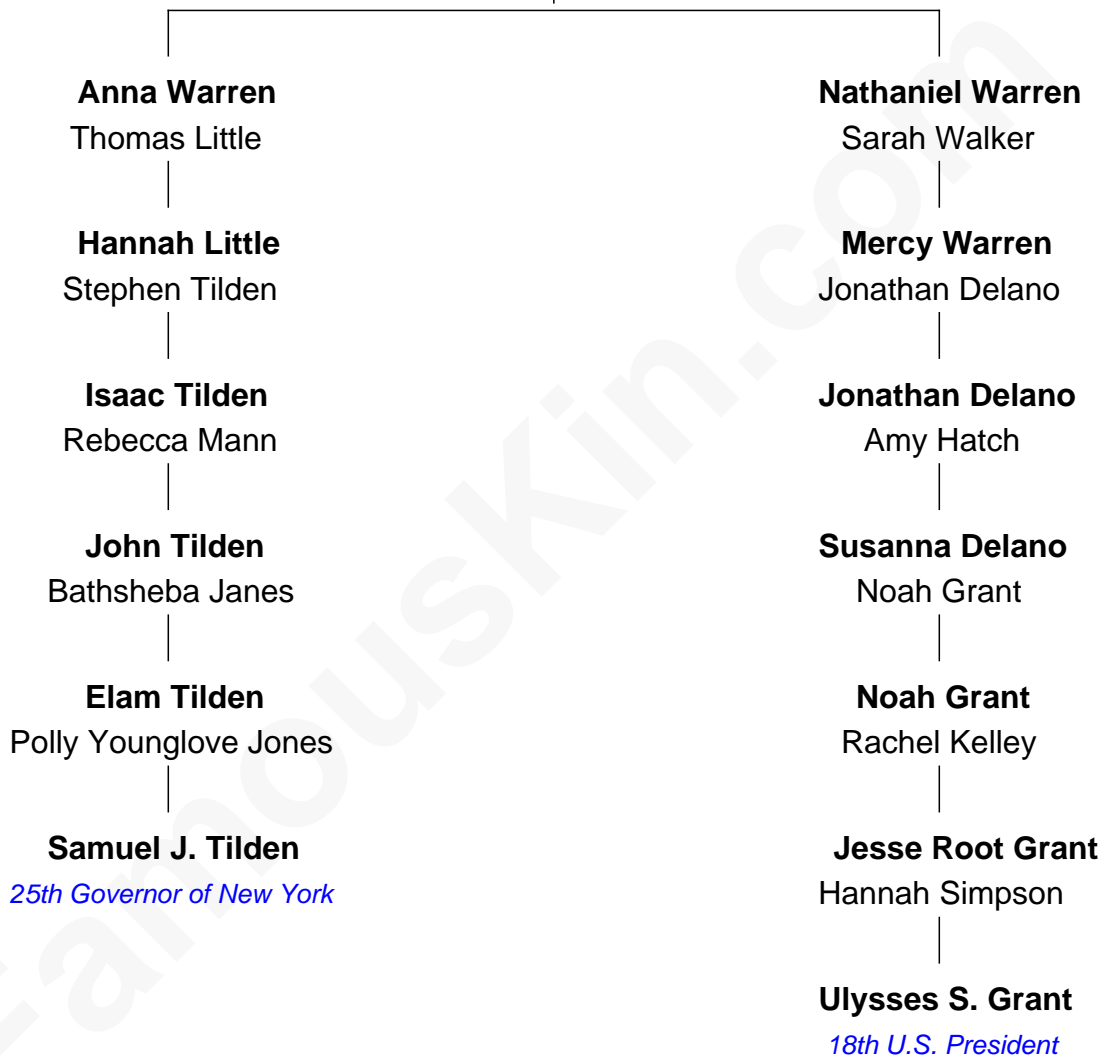 Anna Warren
Thomas Little
Hannah Little
Stephen Tilden
Isaac Tilden
Rebecca Mann
John Tilden
Bathsheba Janes
Elam Tilden
Polly Younglove Jones
Samuel J. Tilden
25th Governor of New York
Nathaniel Warren
Sarah Walker
Mercy Warren
Jonathan Delano
Jonathan Delano
Amy Hatch
Susanna Delano
Noah Grant
Noah Grant
Rachel Kelley
Jesse Root Grant
Hannah Simpson
Ulysses S. Grant
18th U.S. President
FamousKin.com